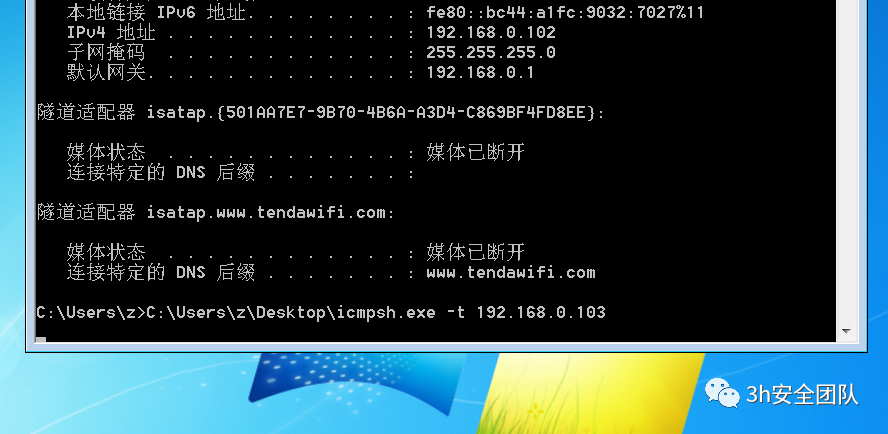 本地链接 IPv6 地址. . . . . . . . : fe80::bc44:a1fc:9032:7027%11
IPv4 地址 . . . . . . . . . . . . : 192.168.0.102
子网掩码  . . . . . . . . . . . . : 255.255.255.0
默认网关. . . . . . . . . . . . . : 192.168.0.1
隧道适配器 isatap.{501AA7E7-9B70-4B6A-A3D4-C869BF4FD8EE}:
媒体状态  . . . . . . . . . . . . : 媒体已断开
连接特定的 DNS 后缀 . . . . . . . :
隧道适配器 isatap.www.tendawifi.com:
媒体状态  . . . . . . . . . . . . : 媒体已断开
连接特定的 DNS 后缀 . . . . . . . : www.tendawifi.com
C:\Users\z>C:\Users\z\Desktop\icmpsh.exe -t 192.168.0.103
3h安全团队